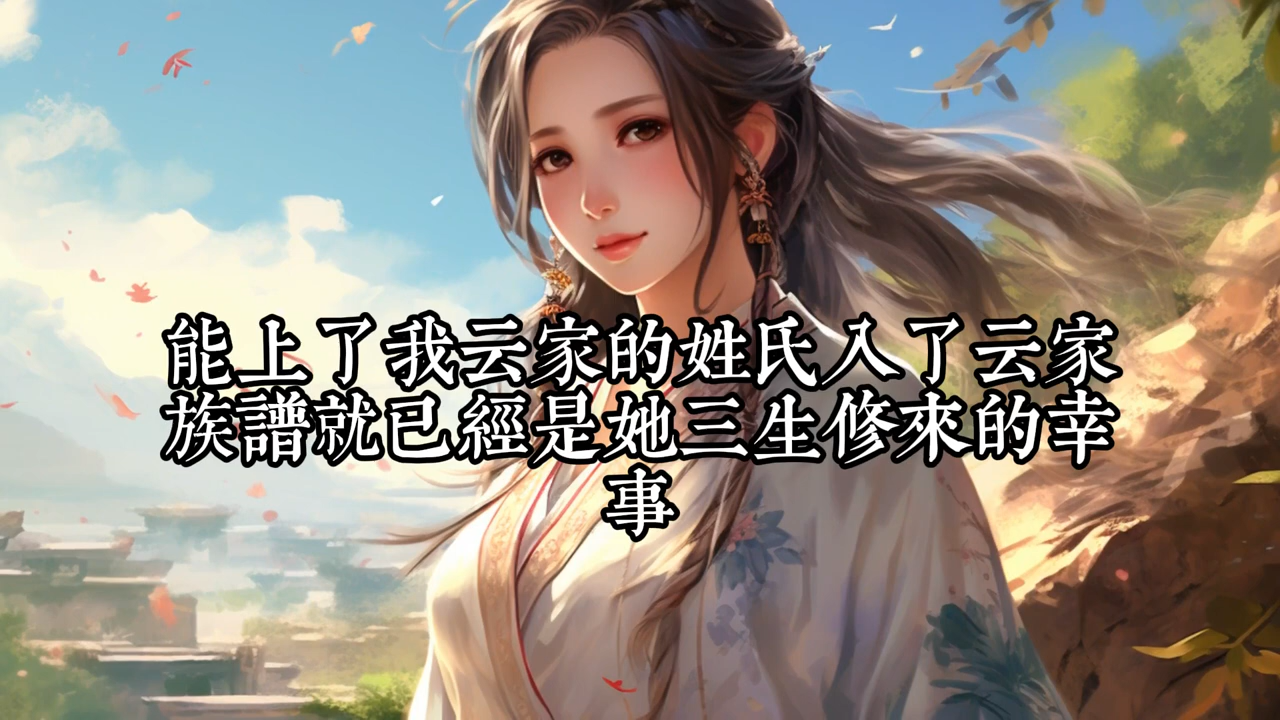 能上了我云家的姓氏入了云家
族譜就已經是她三生修來的幸
事